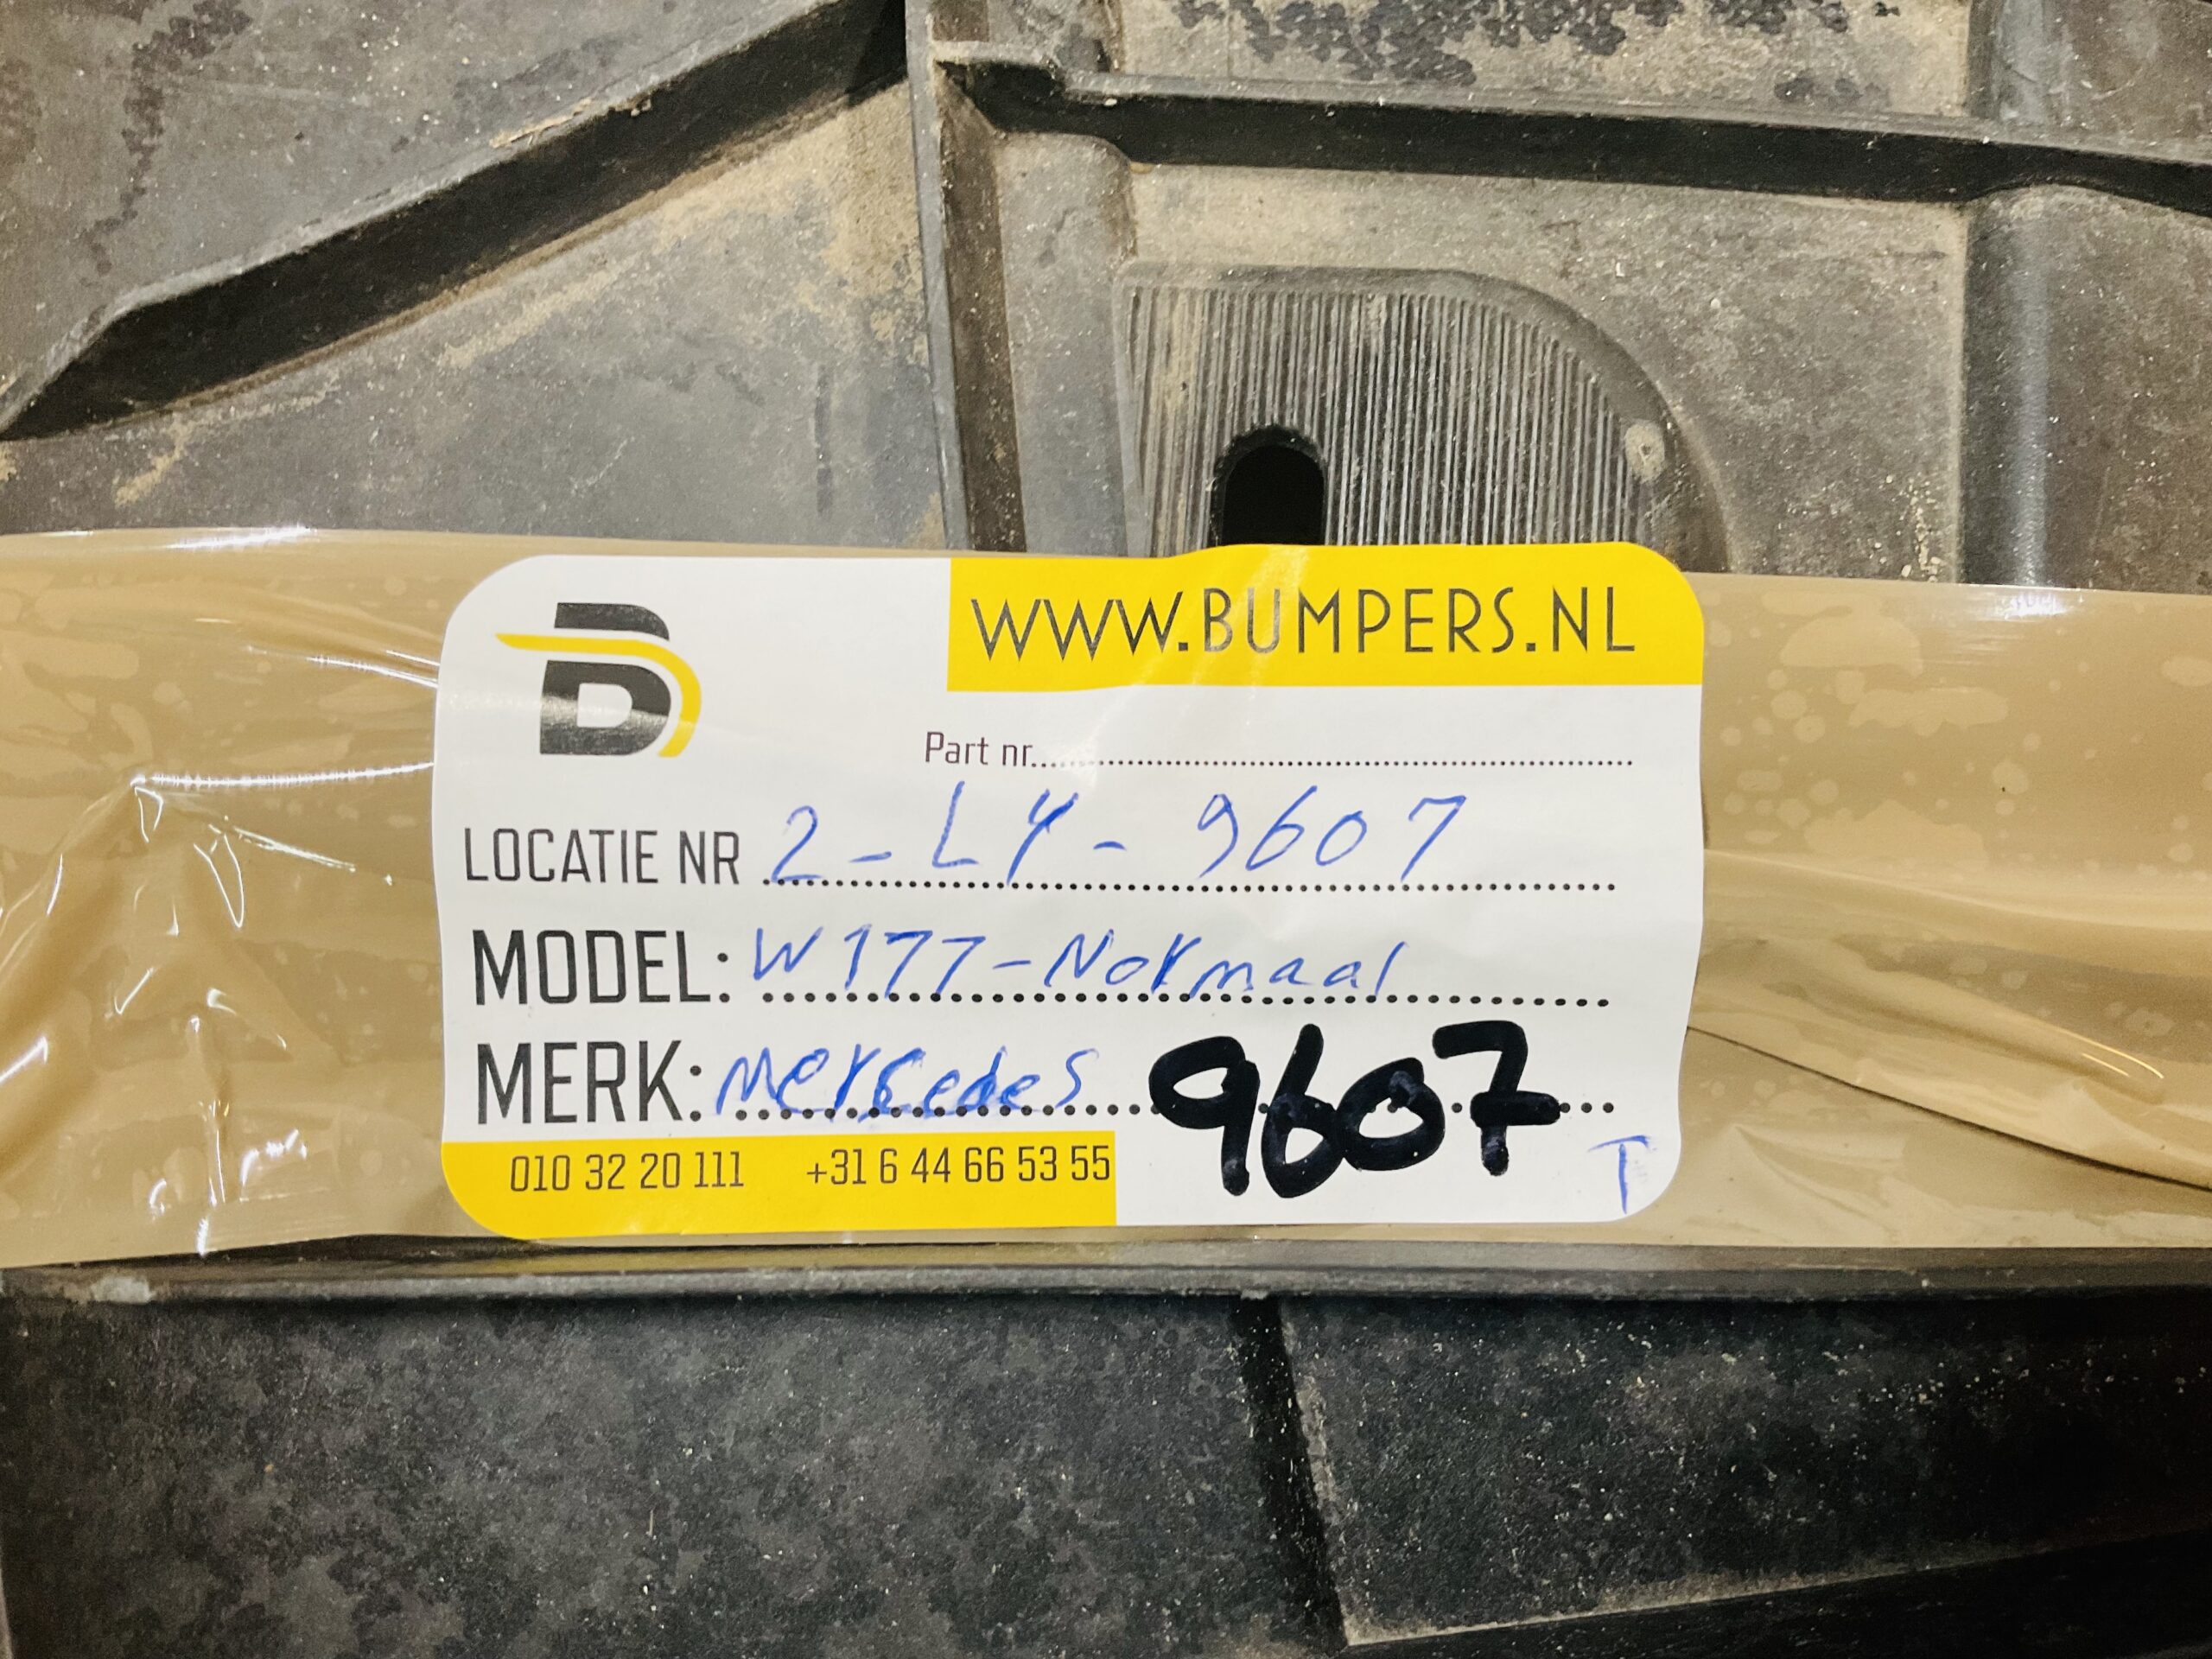 WWW.BUMPERS.NL
Part nr.
LOCATIE NR 2-L4-9607
MODEL: W177-Normaal
MERK: Mercedes 9607
010 32 20 111 +31 6 44 66 53 55
T